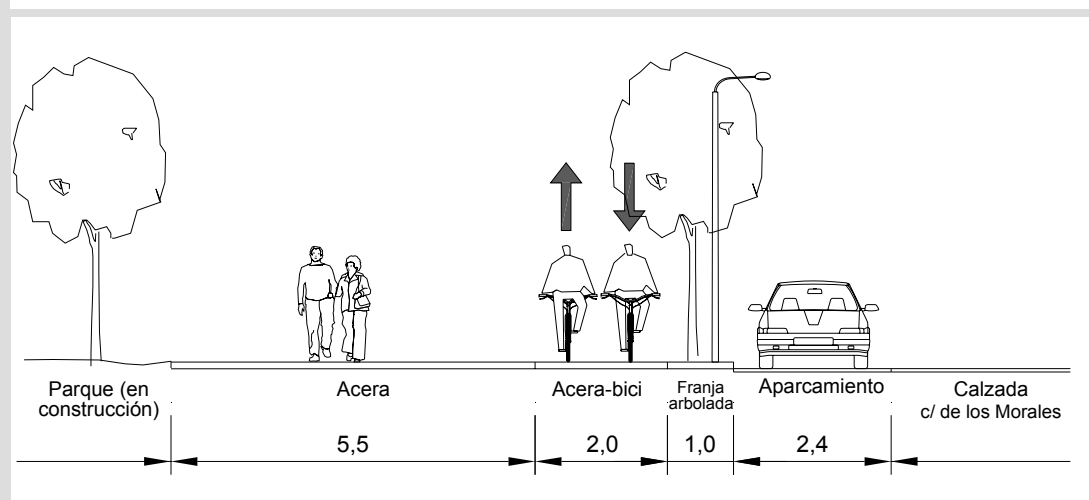 Parque (en
construcción)
Acera
Acera-bici
Franja
arbolada
Aparcamiento
Calzada
c/ de los Morales
5,5
2,0
1,0
2,4